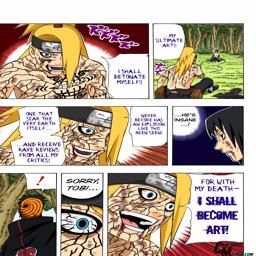 I SHALL
DETONATE
MYSELF!!
MY
ULTIMATE
ART!!
ONE THAT
SCAR THE
VERY EARTH
ITSELF
...AND RECEIVE
RAVE REVIEWS
FROM ALL MY
CRITICS!
NEVER
BEFORE HAS
AN EXPLOSION
LIKE THIS
BEEN SEEN!
...HE'S
INSANE
...!
!
SORRY,
TOBI...
FOR WITH
MY DEATH—
I SHALL
BECOME
ART!